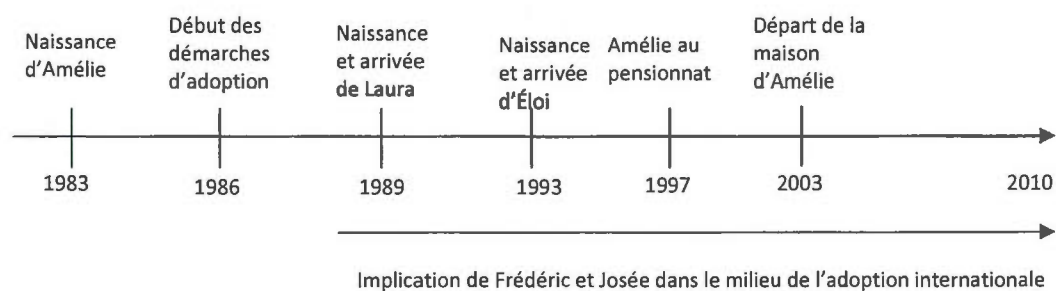 Naissance
d'Amélie
Début des
démarches
d'adoption
Naissance
et arrivée
de Laura
Naissance
et arrivée
d'Éloi
Amélie au
pensionnat
Départ de la
maison
d'Amélie
1983
1986
1989
1993
1997
2003
2010
Implication de Frédéric et Josée dans le milieu de l'adoption internationale